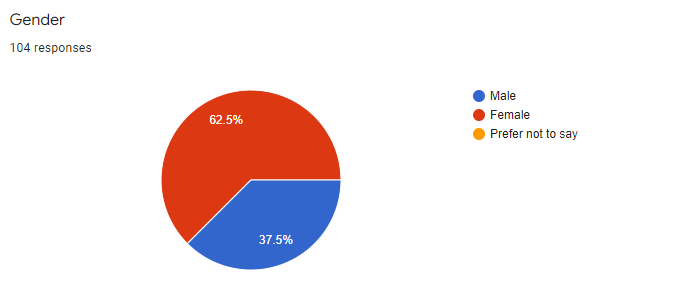 Gender
104 responses
62.5%
37.5%
Male
Female
Prefer not to say